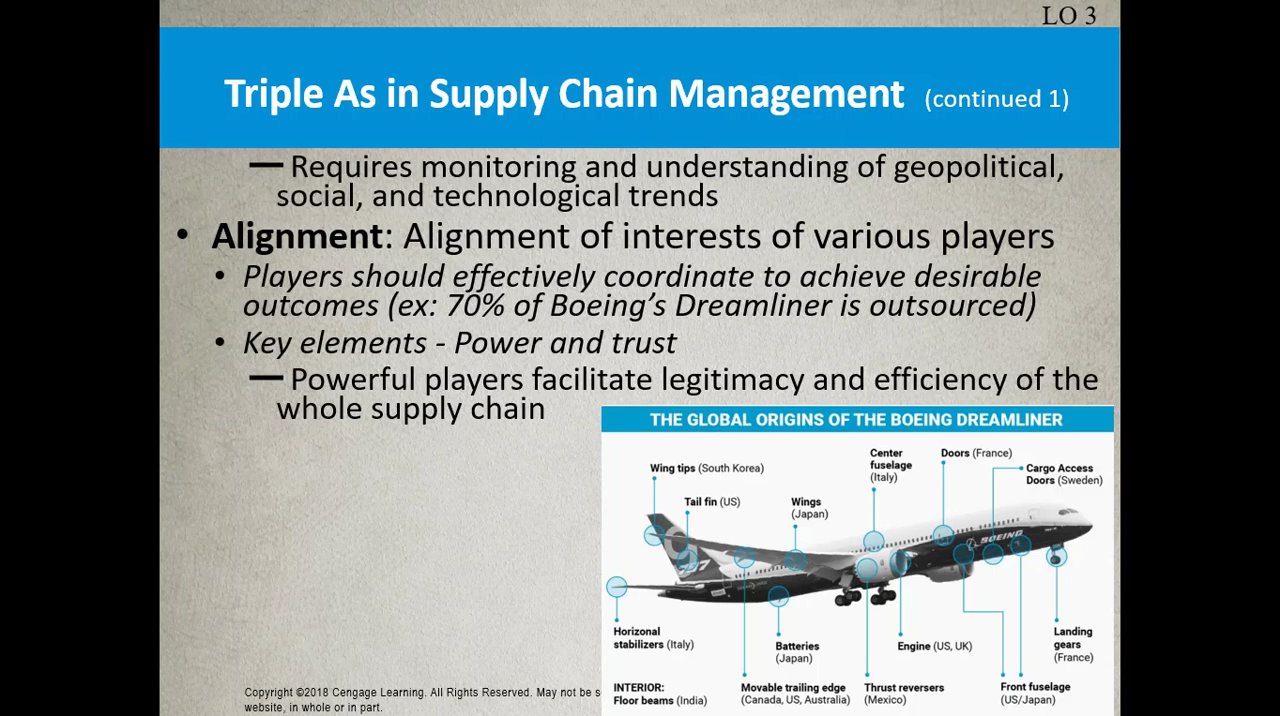 LO 3
Triple As in Supply Chain Management (continued 1)
— Requires monitoring and understanding of geopolitical,
social, and technological trends
• Alignment: Alignment of interests of various players
• Players should effectively coordinate to achieve desirable
outcomes (ex: 70% of Boeing's Dreamliner is outsourced)
• Key elements - Power and trust
— Powerful players facilitate legitimacy and efficiency of the
whole supply chain
THE GLOBAL ORIGINS OF THE BOEING DREAMLINER
Wing tips (South Korea)
Tail fin (US)
Wings
(Japan)
Center
fuselage
(Italy)
Doors (France)
Cargo Access
Doors (Sweden)
BOEING
Horizonal
stabilizers (Italy)
Batteries
(Japan)
Engine (US, UK)
Landing
gears
(France)
INTERIOR:
Floor beams (India)
Movable trailing edge
(Canada, US, Australia)
Thrust reversers
(Mexico)
Front fuselage
(US/Japan)
Copyright ©2018 Cengage Learning. All Rights Reserved. May not be s
website, in whole or in part.